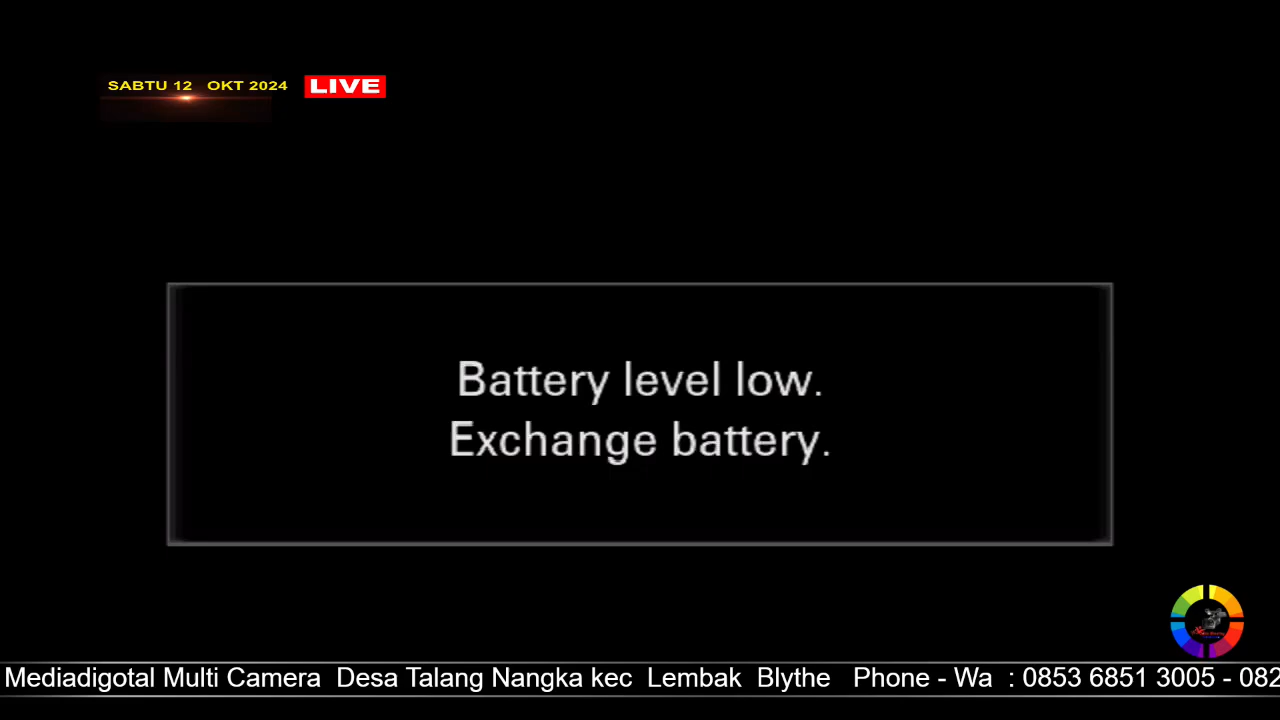 SABTU 12 OKT 2024 LIVE
Battery level low.
Exchange battery.
Mediadigotal Multi Camera Desa Talang Nangka kec Lembak Blythe Phone - Wa : 0853 6851 3005 - 082